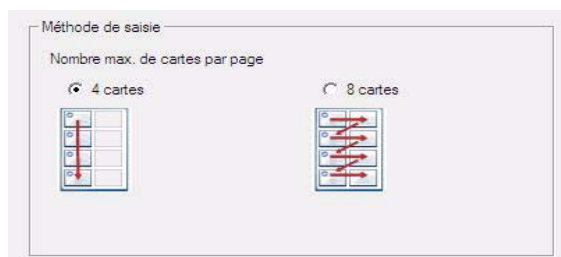 Méthode de saisie
Nombre max. de cartes par page
4 cartes
8 cartes